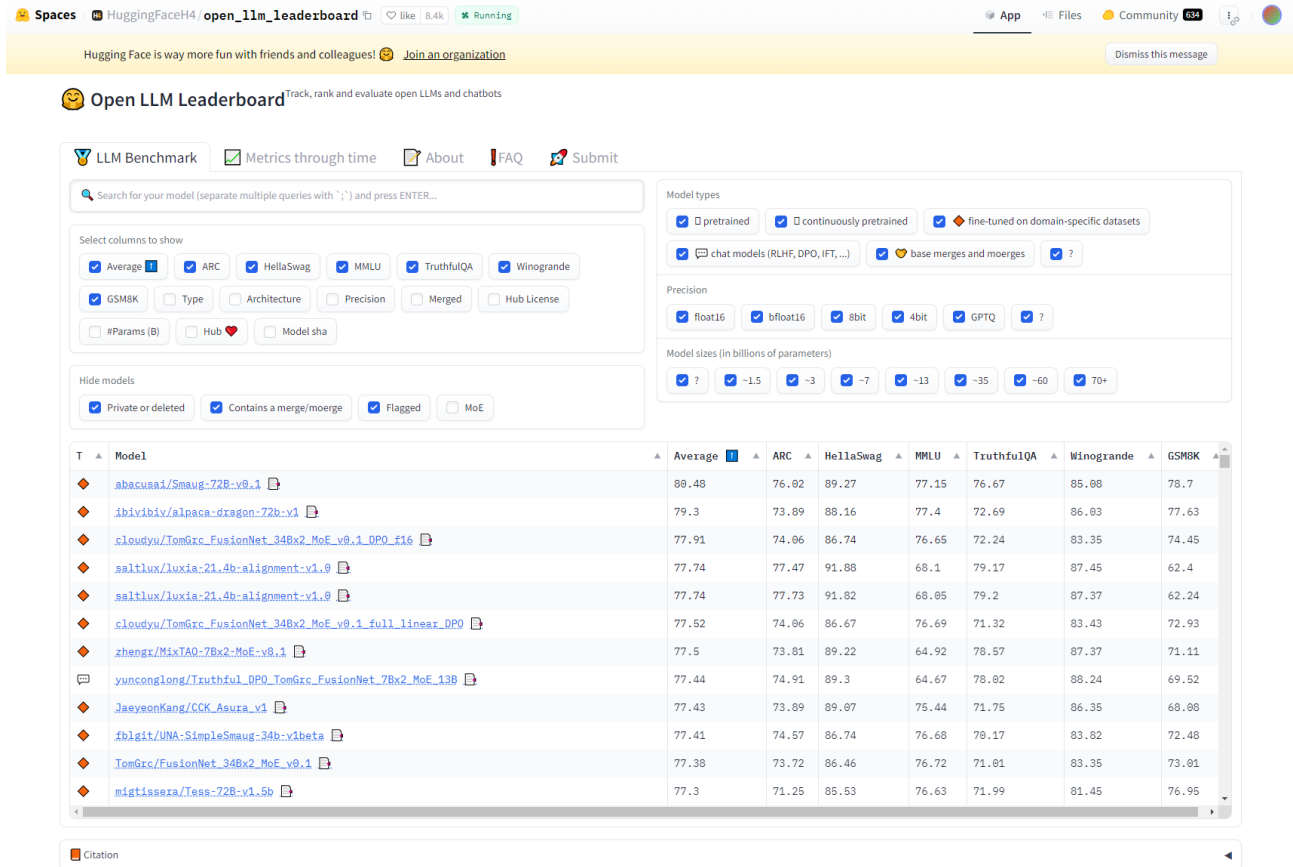 Spaces HuggingFaceH4/open_llm_leaderboard like 8.4k Running App Files Community 634
Hugging Face is way more fun with friends and colleagues! 🤗 Join an organization Dismiss this message
Open LLM Leaderboard Track, rank and evaluate open LLMs and chatbots
LLM Benchmark Metrics through time About FAQ Submit
Search for your model (separate multiple queries with `;`) and press ENTER...
Select columns to show
Average ⬆️ ARC HellaSwag MMLU TruthfulQA Winogrande
GSM8K Type Architecture Precision Merged Hub License
#Params (B) Hub ❤️ Model sha
Hide models
Private or deleted Contains a merge/moerge Flagged MoE
Model types
pretrained continuously pretrained fine-tuned on domain-specific datasets
chat models (RLHF, DPO, IFT, ...) base merges and moerges ?
Precision
float16 bfloat16 8bit 4bit GPTQ ?
Model sizes (in billions of parameters)
? ~1.5 ~3 ~7 ~13 ~35 ~60 70+
T Model Average ⬆️ ARC HellaSwag MMLU TruthfulQA Winogrande GSM8K
abacusai/Smaug-72B-v0.1 80.48 76.02 89.27 77.15 76.67 85.08 78.7
ibivibiv/alpaca-dragon-72b-v1 79.3 73.89 88.16 77.4 72.69 86.03 77.63
cloudyu/TomGrc_FusionNet_34Bx2_MoE_v0.1_DPO_f16 77.91 74.06 86.74 76.65 72.24 83.35 74.45
saltlux/luxia-21.4b-alignment-v1.0 77.74 77.47 91.88 68.1 79.17 87.45 62.4
saltlux/luxia-21.4b-alignment-v1.0 77.74 77.73 91.82 68.05 79.2 87.37 62.24
cloudyu/TomGrc_FusionNet_34Bx2_MoE_v0.1_full_linear_DPO 77.52 74.06 86.67 76.69 71.32 83.43 72.93
zhengr/MixTAO-7Bx2-MoE-v8.1 77.5 73.81 89.22 64.92 78.57 87.37 71.11
yunconglong/Truthful_DPO_TomGrc_FusionNet_7Bx2_MoE_13B 77.44 74.91 89.3 64.67 78.02 88.24 69.52
JaeyeonKang/CCK_Asura_v1 77.43 73.89 89.07 75.44 71.75 86.35 68.08
fblgit/UNA-SimpleSmaug-34b-v1beta 77.41 74.57 86.74 76.68 70.17 83.82 72.48
TomGrc/FusionNet_34Bx2_MoE_v0.1 77.38 73.72 86.46 76.72 71.01 83.35 73.01
migtissera/Tess-72B-v1.5b 77.3 71.25 85.53 76.63 71.99 81.45 76.95
Citation